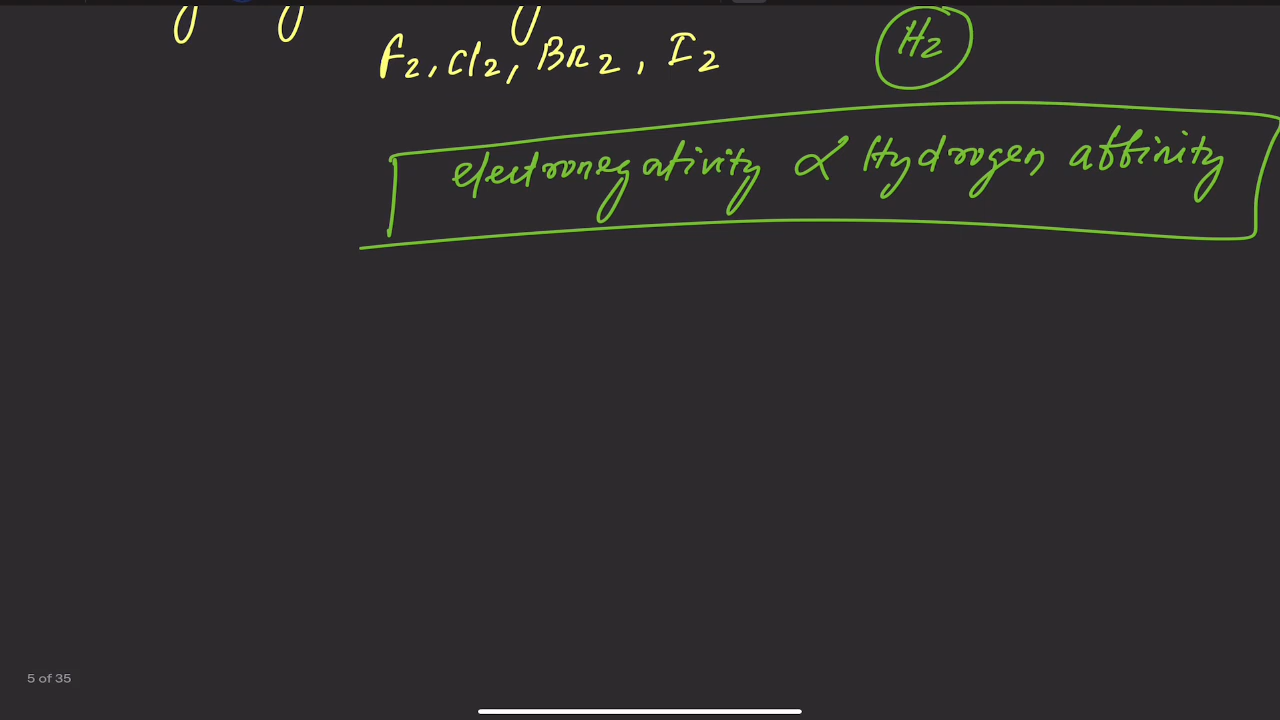 F2, Cl2, BR2, I2
H2
electronegativity ∝ Hydrogen affinity
5 of 35